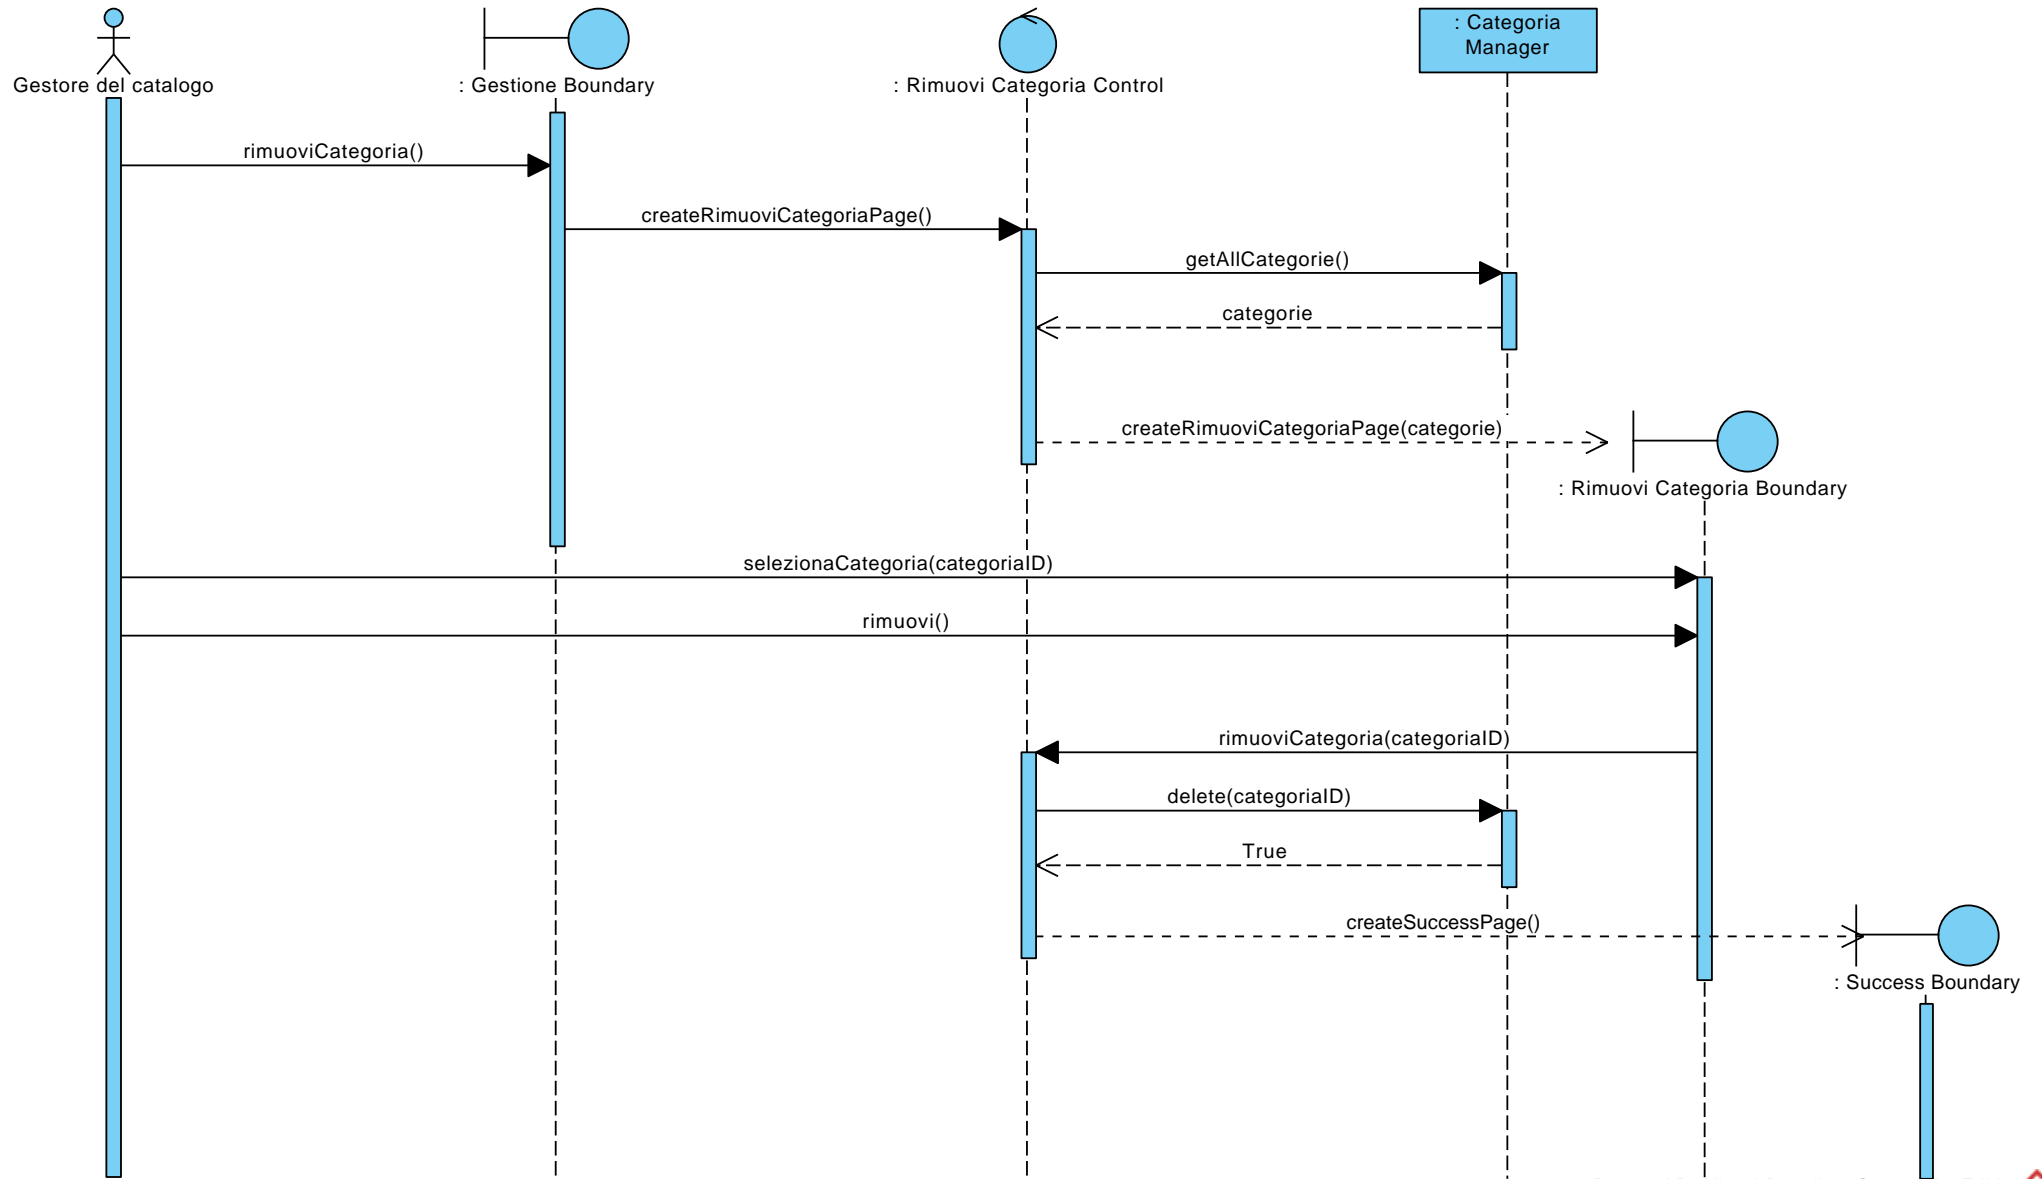 : Categoria
Manager
Gestore del catalogo
: Gestione Boundary
: Rimuovi Categoria Control
rimuoviCategoria()
createRimuoviCategoriaPage()
getAllCategorie()
categorie
createRimuoviCategoriaPage(categorie)
: Rimuovi Categoria Boundary
selezionaCategoria(categoriaID)
rimuovi()
rimuoviCategoria(categoriaID)
delete(categoriaID)
True
createSuccessPage()
: Success Boundary